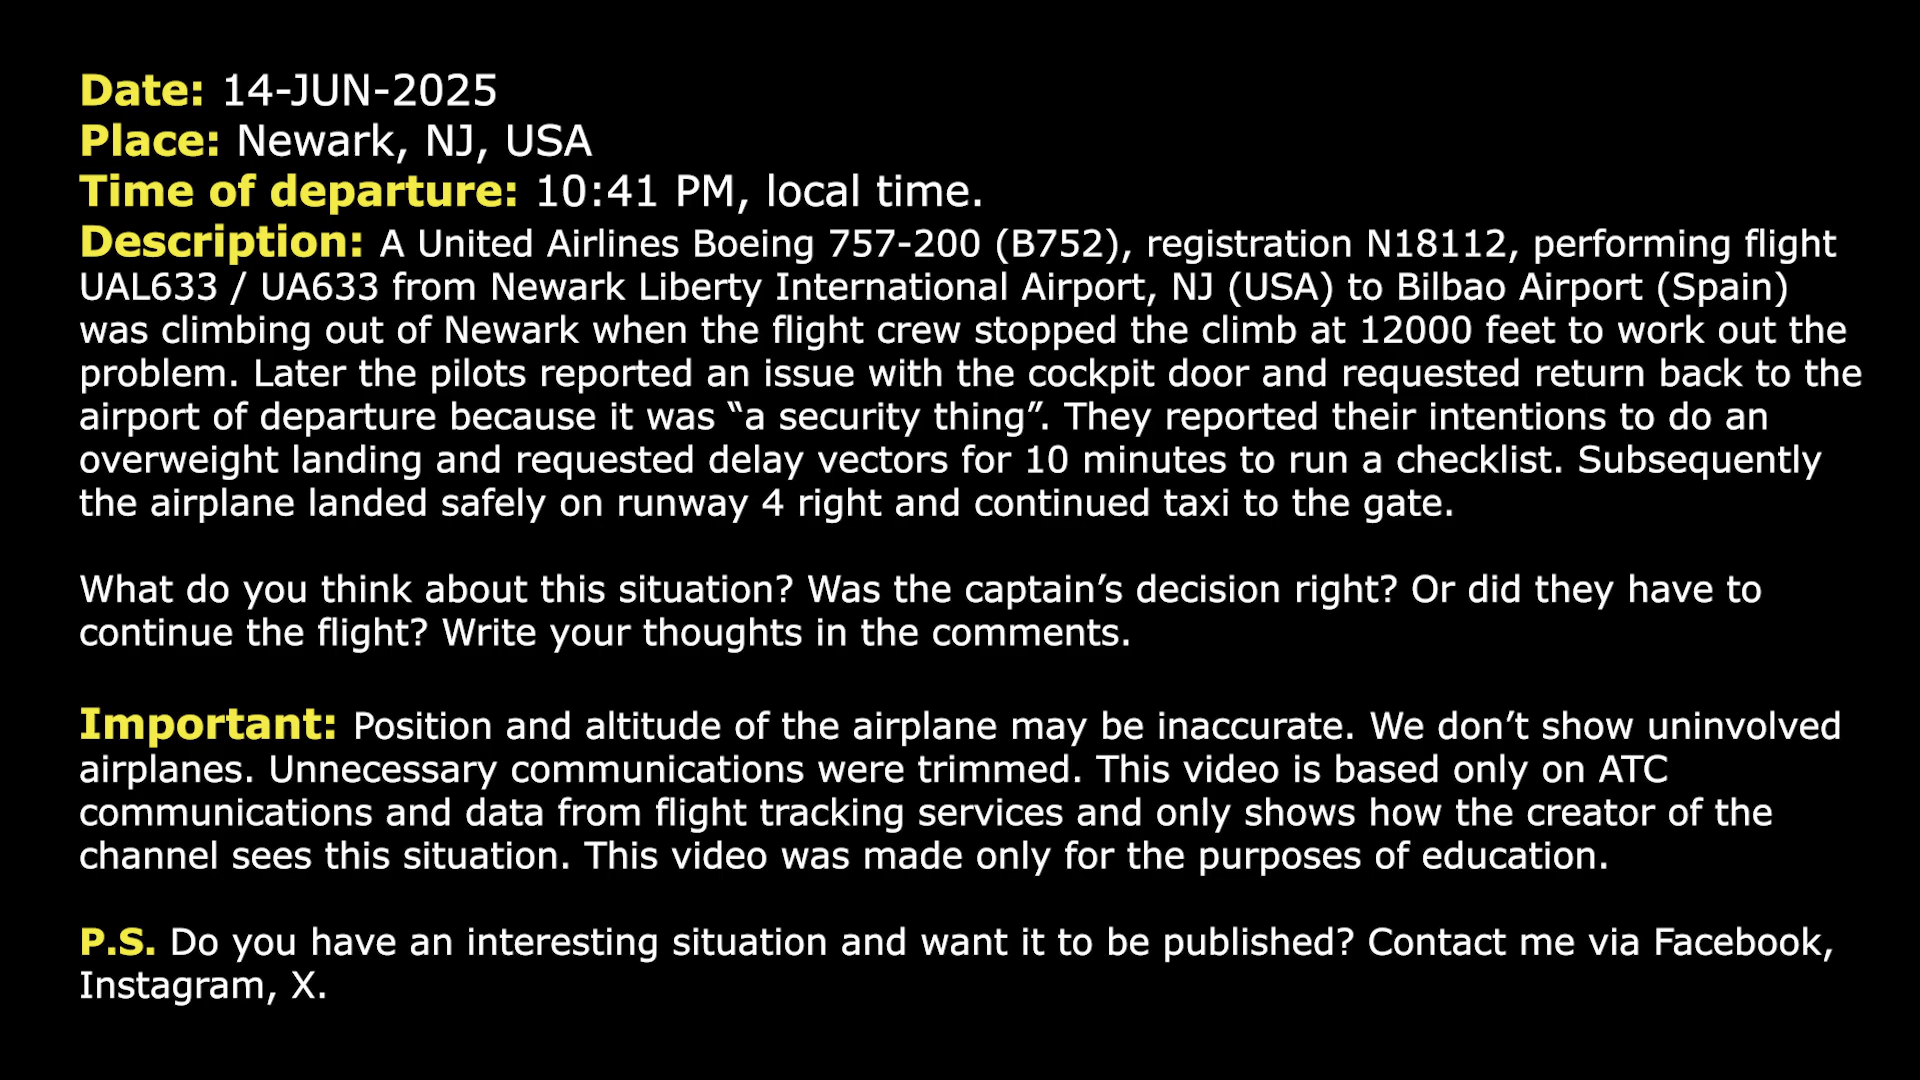 Date: 14-JUN-2025
Place: Newark, NJ, USA
Time of departure: 10:41 PM, local time.
Description: A United Airlines Boeing 757-200 (B752), registration N18112, performing flight
UAL633 / UA633 from Newark Liberty International Airport, NJ (USA) to Bilbao Airport (Spain)
was climbing out of Newark when the flight crew stopped the climb at 12000 feet to work out the
problem. Later the pilots reported an issue with the cockpit door and requested return back to the
airport of departure because it was “a security thing”. They reported their intentions to do an
overweight landing and requested delay vectors for 10 minutes to run a checklist. Subsequently
the airplane landed safely on runway 4 right and continued taxi to the gate.
What do you think about this situation? Was the captain’s decision right? Or did they have to
continue the flight? Write your thoughts in the comments.
Important: Position and altitude of the airplane may be inaccurate. We don’t show uninvolved
airplanes. Unnecessary communications were trimmed. This video is based only on ATC
communications and data from flight tracking services and only shows how the creator of the
channel sees this situation. This video was made only for the purposes of education.
P.S. Do you have an interesting situation and want it to be published? Contact me via Facebook,
Instagram, X.